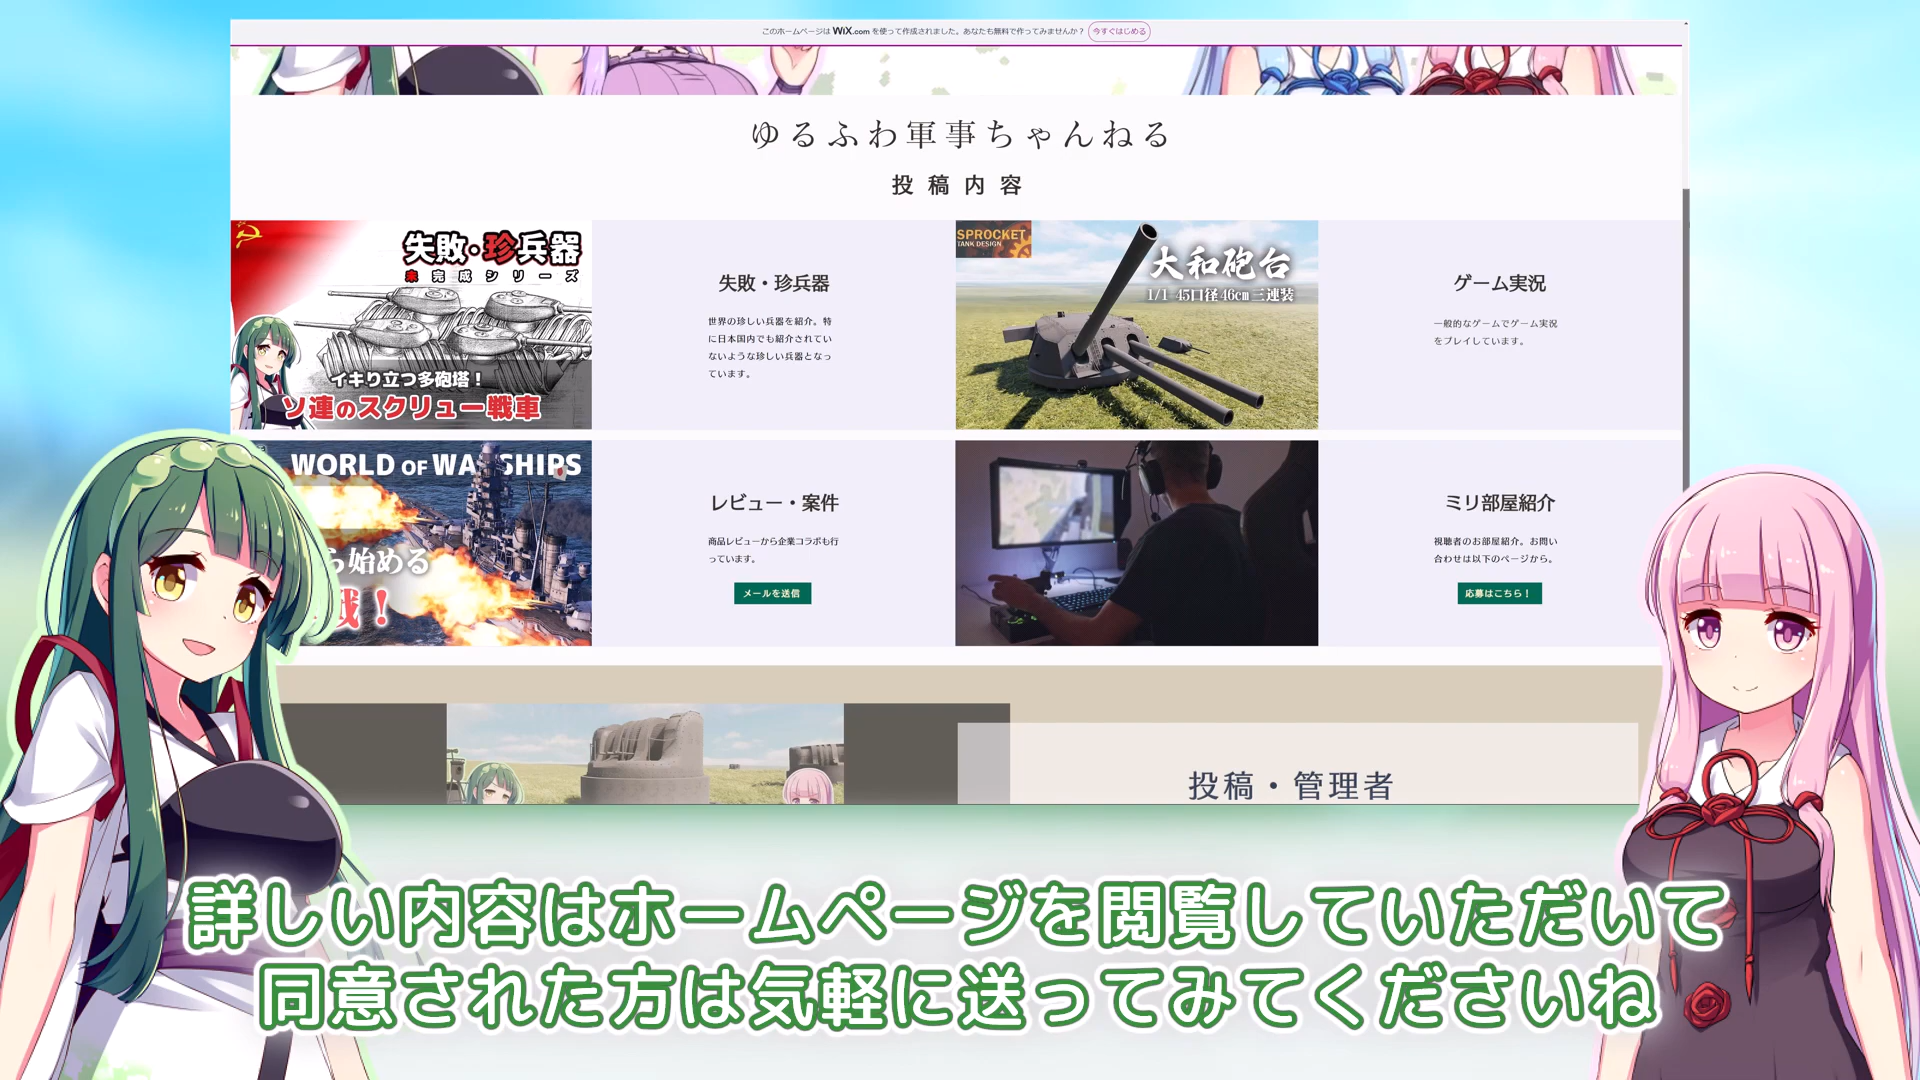 このホームページは WiX.com を使って作成されました。あなたも無料で作ってみませんか？ 今すぐはじめる
ゆるふわ軍事ちゃんねる
投稿内容
失敗・珍兵器
未完成シリーズ
イキり立つ多砲塔！
ソ連のスクリュー戦車
失敗・珍兵器
世界の珍しい兵器を紹介。特
に日本国内でも紹介されてい
ないような珍しい兵器となっ
ています。
SPROCKET
TANK DESIGN
大和砲台
1/1 45口径46cm三連装
ゲーム実況
一般的なゲームでゲーム実況
をプレイしています。
WORLD OF WA SHIPS
ら始める
戦！
レビュー・案件
商品レビューから企業コラボも行
っています。
メールを送信
ミリ部屋紹介
視聴者のお部屋紹介。お問い
合わせは以下のページから。
応募はこちら！
投稿・管理者
詳しい内容はホームページを閲覧していただいて
同意された方は気軽に送ってみてくださいね